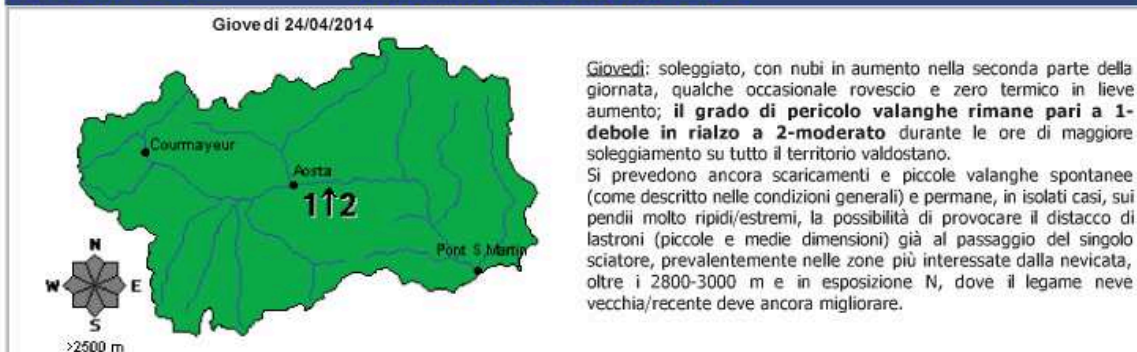 Giovedì 24/04/2014
Courmayeur
Aosta
1↑2
Pont S.Martin
N
W E
S
>2500 m
Giovedì: soleggiato, con nubi in aumento nella seconda parte della
giornata, qualche occasionale rovescio e zero termico in lieve
aumento; il grado di pericolo valanghe rimane pari a 1-
debole in rialzo a 2-moderato durante le ore di maggiore
soleggiamento su tutto il territorio valdostano.
Si prevedono ancora scaricamenti e piccole valanghe spontanee
(come descritto nelle condizioni generali) e permane, in isolati casi, sui
pendii molto ripidi/estremi, la possibilità di provocare il distacco di
lastroni (piccole e medie dimensioni) già al passaggio del singolo
sciatore, prevalentemente nelle zone più interessate dalla nevicata,
oltre i 2800-3000 m e in esposizione N, dove il legame neve
vecchia/recente deve ancora migliorare.